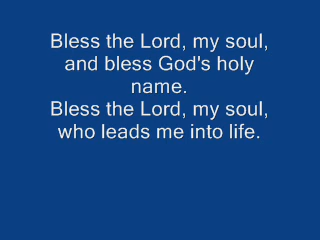 Bless the Lord, my soul,
and bless God's holy
name.
Bless the Lord, my soul,
who leads me into life.